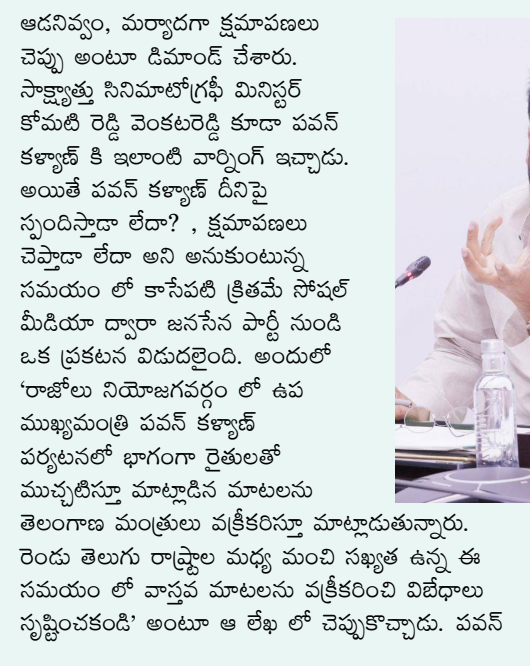 ఆడనివ్వం, మర్యాదగా క్షమాపణలు
చెప్పు అంటూ డిమాండ్ చేశారు.
సాక్ష్యాత్తు సినిమాటోగ్రఫీ మినిస్టర్
కోమటి రెడ్డి వెంకటరెడ్డి కూడా పవన్
కళ్యాణ్ కి ఇలాంటి వార్నింగ్ ఇచ్చాడు.
అయితే పవన్ కళ్యాణ్ దీనిపై
స్పందిస్తాడా లేదా? , క్షమాపణలు
చెప్తాడా లేదా అని అనుకుంటున్న
సమయం లో కాసేపటి క్రితమే సోషల్
మీడియా ద్వారా జనసేన పార్టీ నుండి
ఒక ప్రకటన విడుదలైంది. అందులో
‘రాజోలు నియోజగవర్గం లో ఉప
ముఖ్యమంత్రి పవన్ కళ్యాణ్
పర్యటనలో భాగంగా రైతులతో
ముచ్చటిస్తూ మాట్లాడిన మాటలను
తెలంగాణ మంత్రులు వక్రీకరిస్తూ మాట్లాడుతున్నారు.
రెండు తెలుగు రాష్ట్రాల మధ్య మంచి సఖ్యత ఉన్న ఈ
సమయం లో వాస్తవ మాటలను వక్రీకరించి విబేధాలు
సృష్టించకండి’ అంటూ ఆ లేఖ లో చెప్పుకొచ్చాడు. పవన్